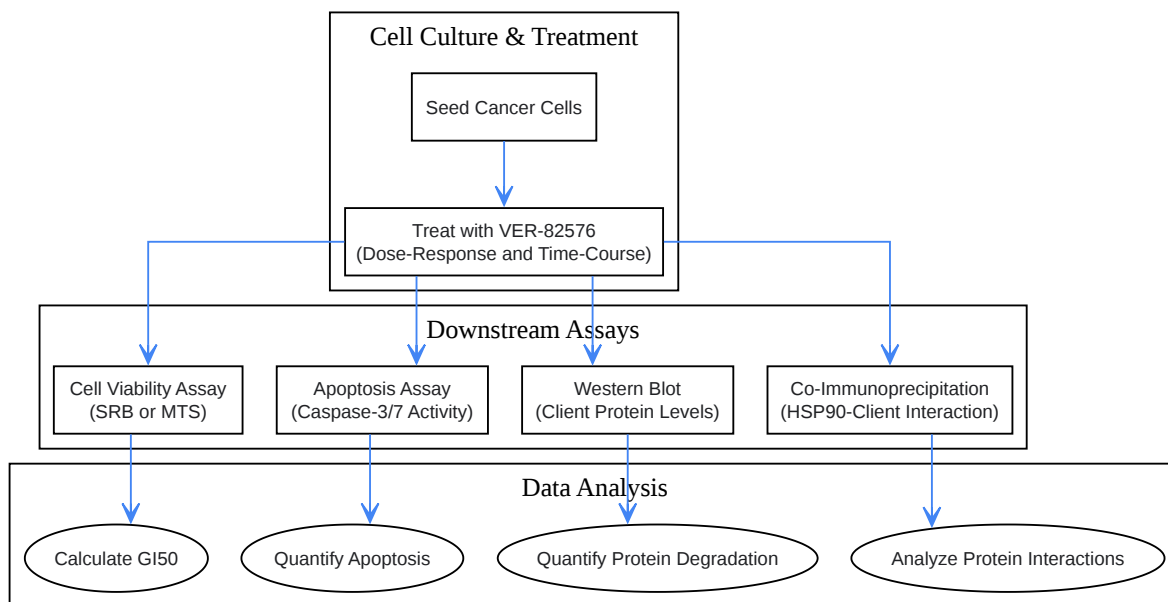 Cell Culture & Treatment
Seed Cancer Cells
Treat with VER-82576
(Dose-Response and Time-Course)
Downstream Assays
Cell Viability Assay
(SRB or MTS)
Apoptosis Assay
(Caspase-3/7 Activity)
Western Blot
(Client Protein Levels)
Co-Immunoprecipitation
(HSP90-Client Interaction)
Data Analysis
Calculate GI50
Quantify Apoptosis
Quantify Protein Degradation
Analyze Protein Interactions